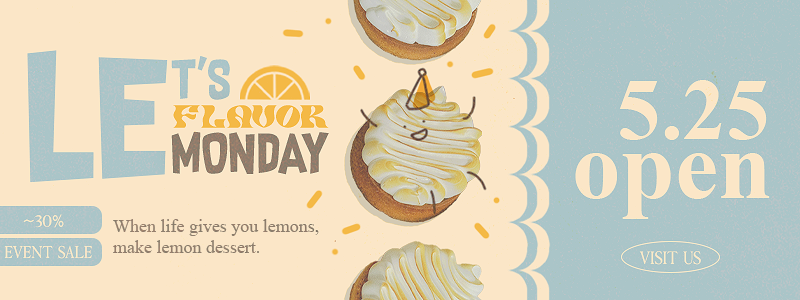 LET'S
FLAVOR
MONDAY
~30%
EVENT SALE
When life gives you lemons,
make lemon dessert.
5.25
open
VISIT US